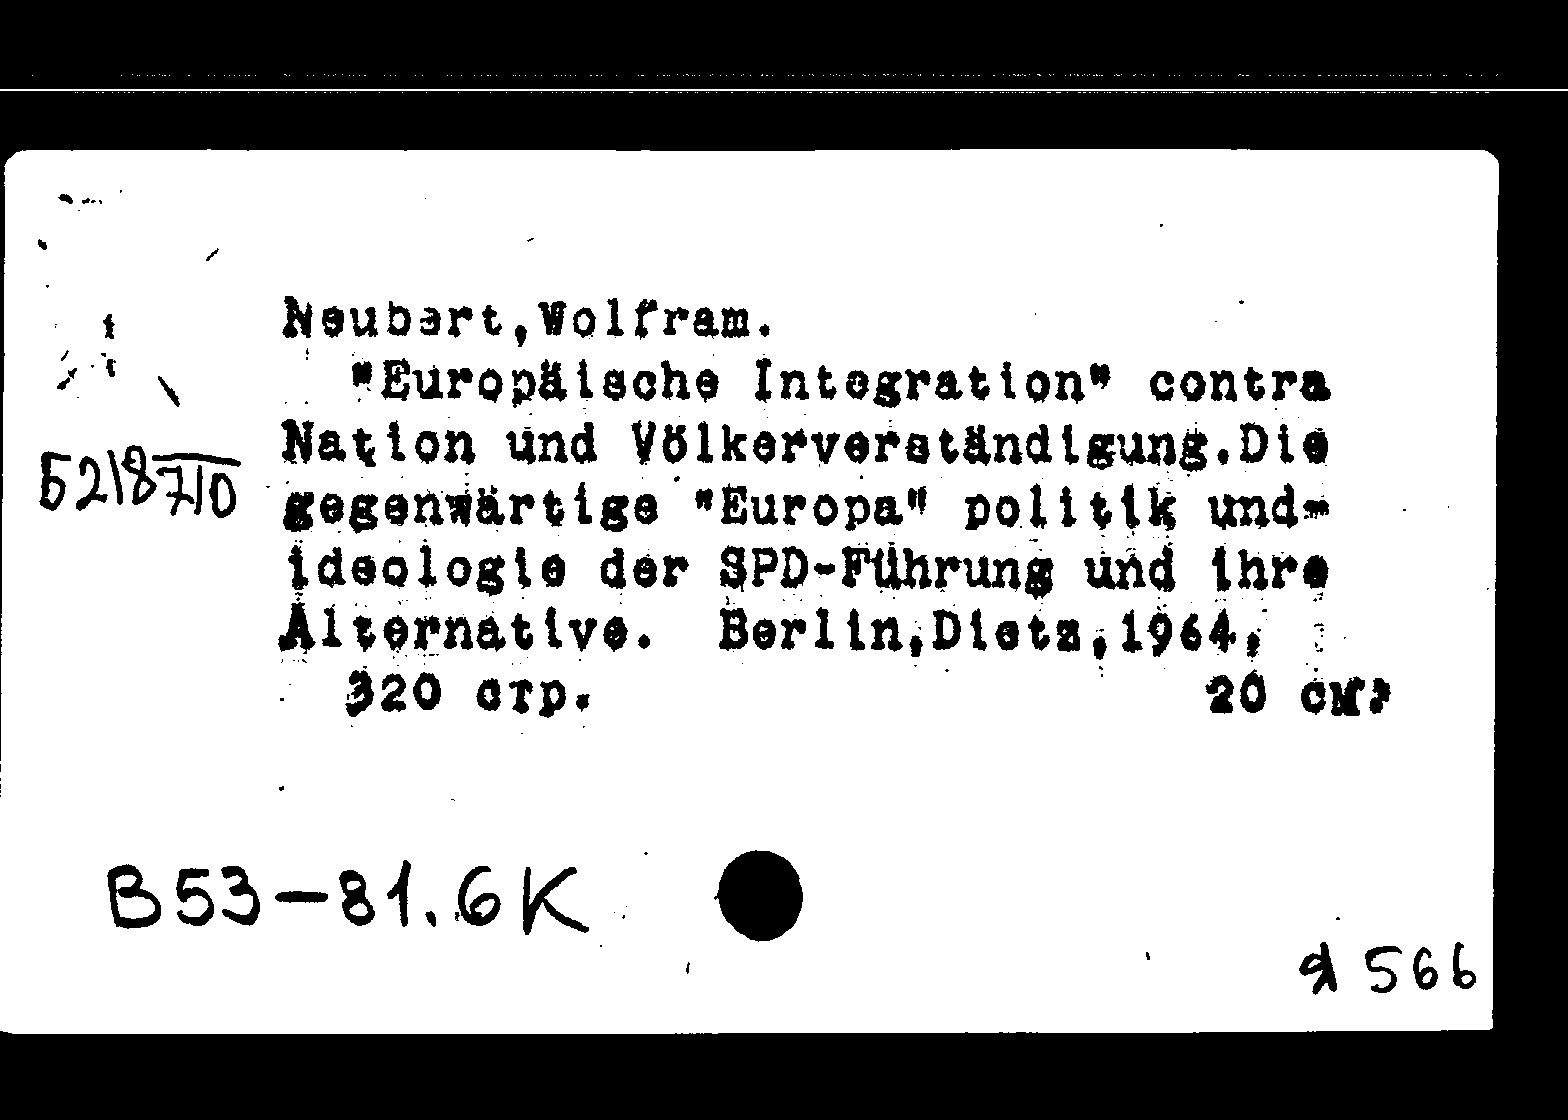 Neubert,Wolfram.
"Europäische Integration" contra
Nation und Völkerverständigung.Die
gegenwärtige "Europa" politik und-
ideologie der SPD-Führung und ihre
Alternative. Berlin,Dietz,1964,
320 стр. 20 см.
B53-81.6K
Я 566